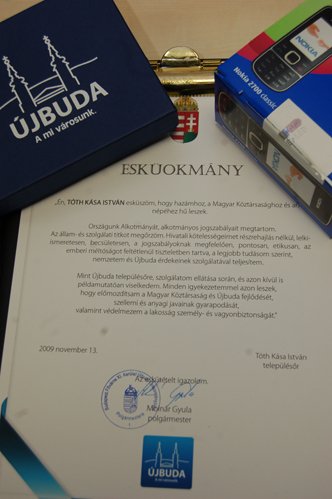 ÚJBUDA
A mi városunk.
NOKIA
Nokia 2700 classic
ESKÜOKMÁNY
„Én, TÓTH KÁSA ISTVÁN esküszöm, hogy hazámhoz, a Magyar Köztársasághoz és an
népéhez hű leszek.
Országunk Alkotmányát, alkotmányos jogszabályait megtartom.
Az állam- és szolgálati titkot megőrzöm. Hivatali kötelességeimet részrehajlás nélkül, lelki-
ismeretesen, becsületesen, a jogszabályoknak megfelelően, pontosan, etikusan, az
emberi méltóságot feltétlenül tiszteletben tartva, a legjobb tudásom szerint,
nemzetem és Újbuda érdekeinek szolgálatával teljesítem.
Mint Újbuda településőre, szolgálatom ellátása során, és azon kívül is
példamutatóan viselkedem. Minden igyekezetemmel azon leszek,
hogy előmozdítsam a Magyar Köztársaság és Újbuda fejlődését,
szellemi és anyagi javainak gyarapodását,
valamint védelmezzem a lakosság személy- és vagyonbiztonságát.”
2009 november 13.
Tóth Kása István
településőr
Az eskütételt igazolom.
Molnár Gyula
polgármester
ÚJBUDA
A mi városunk.